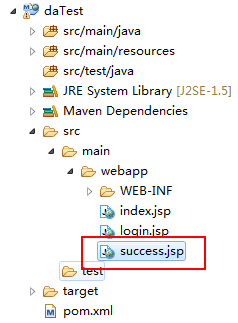 daTest
src/main/java
src/main/resources
src/test/java
JRE System Library [J2SE-1.5]
Maven Dependencies
src
main
webapp
WEB-INF
index.jsp
login.jsp
success.jsp
test
target
pom.xml